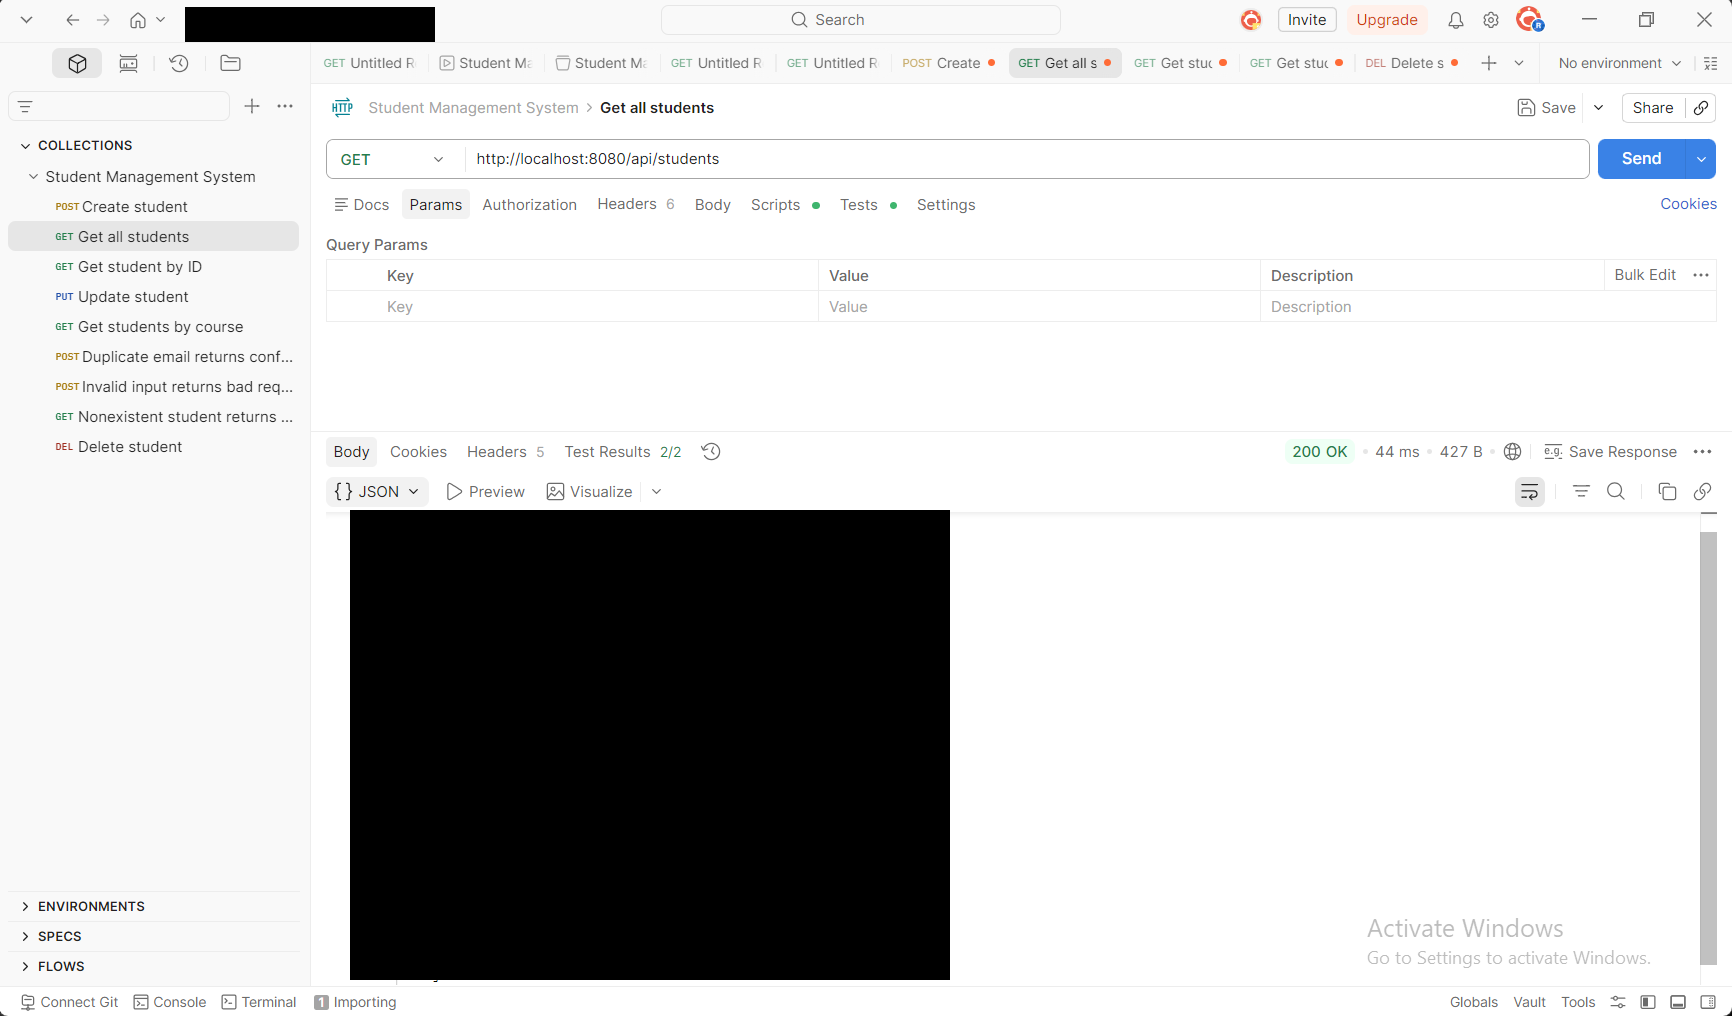 Search
Invite
Upgrade
GET Untitled R
Student Ma
Student Ma
GET Untitled R
GET Untitled R
POST Create
GET Get all s
GET Get stuc
GET Get stuc
DEL Delete s
No environment
HTTP
Student Management System > Get all students
Save
Share
COLLECTIONS
Student Management System
POST Create student
GET Get all students
GET Get student by ID
PUT Update student
GET Get students by course
POST Duplicate email returns conf...
POST Invalid input returns bad req...
GET Nonexistent student returns ...
DEL Delete student
ENVIRONMENTS
SPECS
FLOWS
GET
http://localhost:8080/api/students
Send
Docs Params Authorization Headers 6 Body Scripts Tests Settings Cookies
Query Params
Key Value Description Bulk Edit
Key Value Description
Body Cookies Headers 5 Test Results 2/2
200 OK • 44 ms • 427 B
e.g. Save Response
{} JSON Preview Visualize
Activate Windows
Go to Settings to activate Windows.
Connect Git Console Terminal 1 Importing
Globals Vault Tools